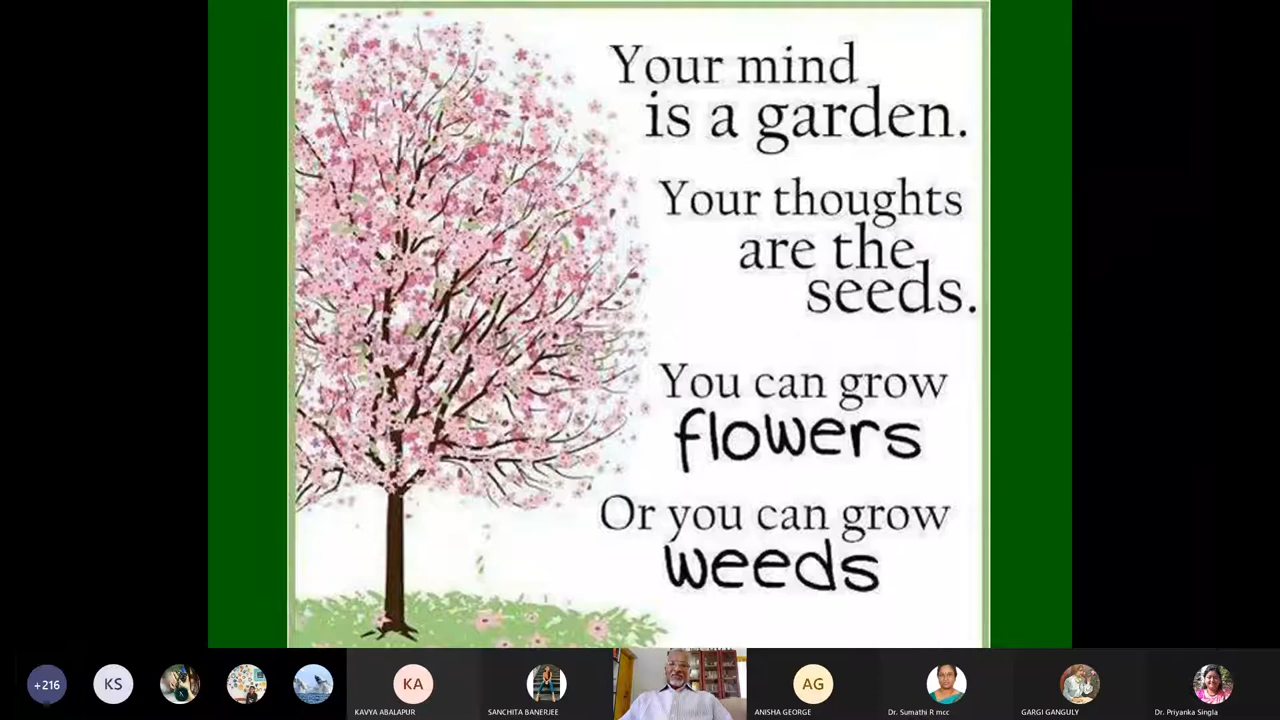 Your mind
is a garden.
Your thoughts
are the
seeds.
You can grow
flowers
Or you can grow
weeds
+216
KS
KA
AG
KAVYA ABALAPUR
SANCHITA BANERJEE
ANISHA GEORGE
Dr. Sumathi R mcc
GARGI GANGULY
Dr. Priyanka Singla